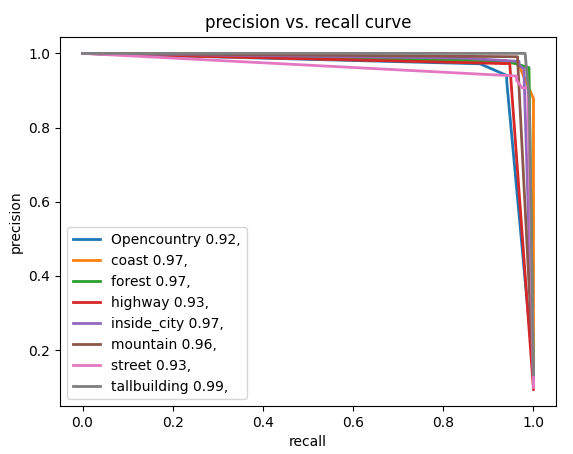 precision vs. recall curve
1.0
0.8
0.6
0.4
0.2
precision
Opencountry 0.92,
coast 0.97,
forest 0.97,
highway 0.93,
inside_city 0.97,
mountain 0.96,
street 0.93,
tallbuilding 0.99,
0.0 0.2 0.4 0.6 0.8 1.0
recall